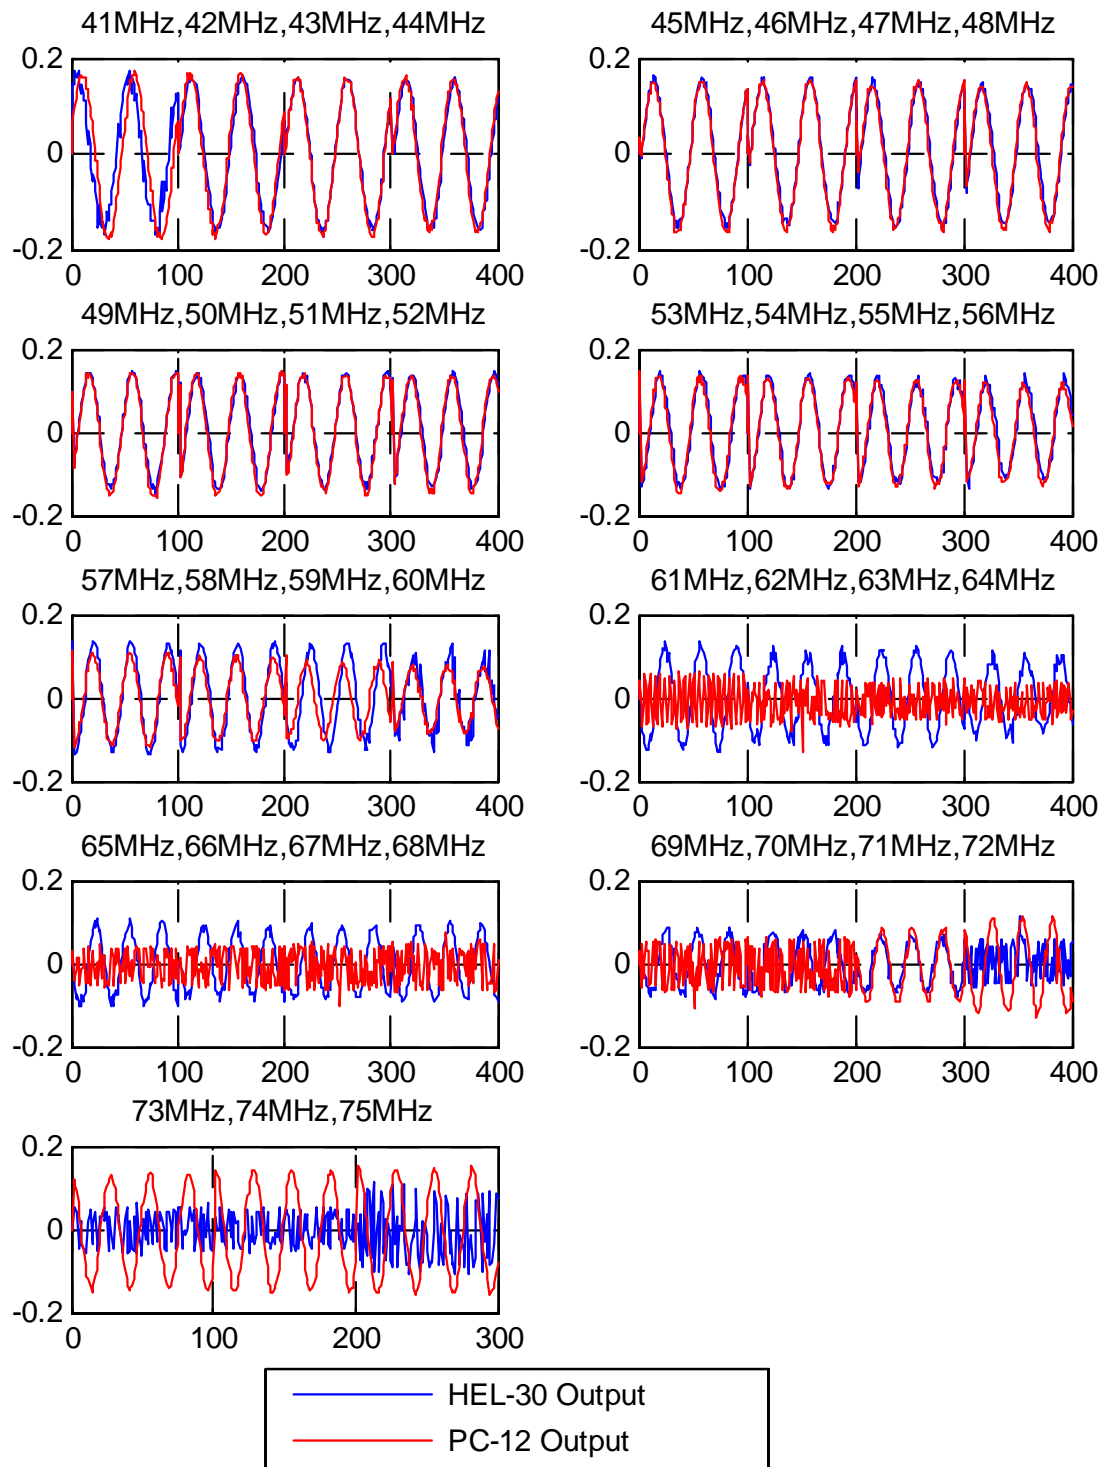 41MHz,42MHz,43MHz,44MHz
0.2
0
-0.2
0 100 200 300 400
45MHz,46MHz,47MHz,48MHz
0.2
0
-0.2
0 100 200 300 400
49MHz,50MHz,51MHz,52MHz
0.2
0
-0.2
0 100 200 300 400
53MHz,54MHz,55MHz,56MHz
0.2
0
-0.2
0 100 200 300 400
57MHz,58MHz,59MHz,60MHz
0.2
0
-0.2
0 100 200 300 400
61MHz,62MHz,63MHz,64MHz
0.2
0
-0.2
0 100 200 300 400
65MHz,66MHz,67MHz,68MHz
0.2
0
-0.2
0 100 200 300 400
69MHz,70MHz,71MHz,72MHz
0.2
0
-0.2
0 100 200 300 400
73MHz,74MHz,75MHz
0.2
0
-0.2
0 100 200 300
HEL-30 Output
PC-12 Output